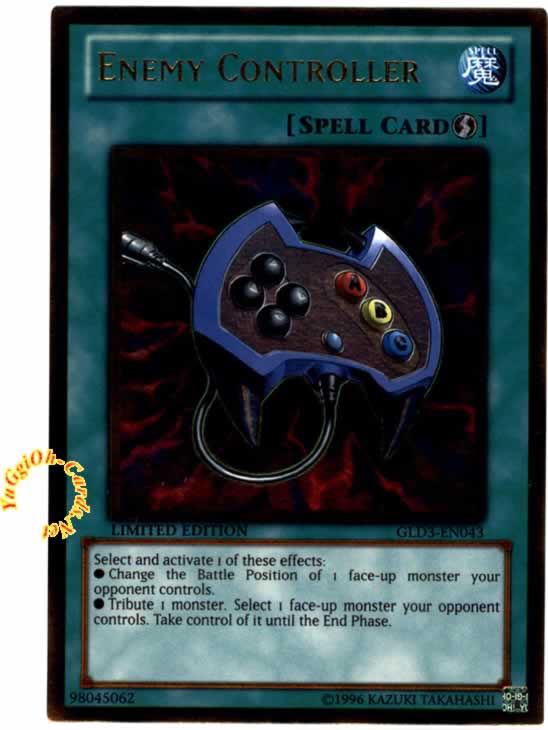 ENEMY CONTROLLER
SPELL
魔
[SPELL CARD]
A
B
C
YuGgiOh-Cards.Net
LIMITED EDITION GLD3-EN043
Select and activate 1 of these effects:
● Change the Battle Position of 1 face-up monster your
opponent controls.
● Tribute 1 monster. Select 1 face-up monster your opponent
controls. Take control of it until the End Phase.
98045062 ©1996 KAZUKI TAKAHASHI